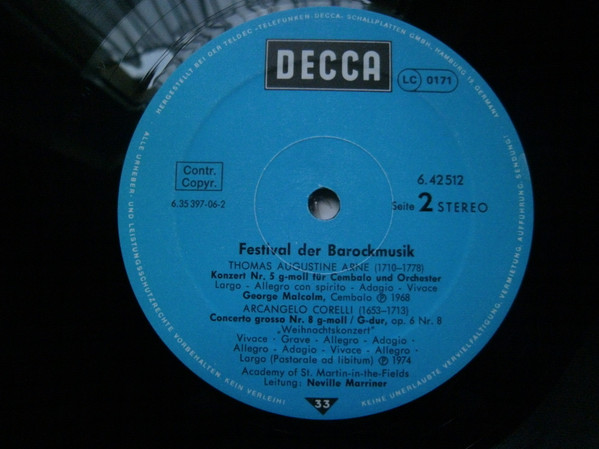 HERGESTELLT BEI DER TELDEC ·TELEFUNKEN-DECCA· SCHALLPLATTEN GMBH, HAMBURG/19 GERMANY
DECCA
LC 0171
Contr.
Copyr.
6.35 397-06-2
6.42512
Seite 2 STEREO
Festival der Barockmusik
THOMAS AUGUSTINE ARNE (1710–1778)
Konzert Nr. 5 g-moll für Cembalo und Orchester
Largo - Allegro con spirito - Adagio - Vivace
George Malcolm, Cembalo Ⓟ 1968
ARCANGELO CORELLI (1653–1713)
Concerto grosso Nr. 8 g-moll / G-dur, op. 6 Nr. 8
„Weihnachtskonzert"
Vivace - Grave - Allegro - Adagio -
Allegro - Adagio - Vivace - Allegro -
Largo (Pastorale ad libitum) Ⓟ 1974
Academy of St. Martin-in-the-Fields
Leitung: Neville Marriner
33
ALLE URHEBER- UND LEISTUNGSSCHUTZRECHTE VORBEHALTEN KEIN VERLEIH!
KEINE UNERLAUBTE VERVIELFÄLTIGUNG, VERMIETUNG, AUFFÜHRUNG, SENDUNG!